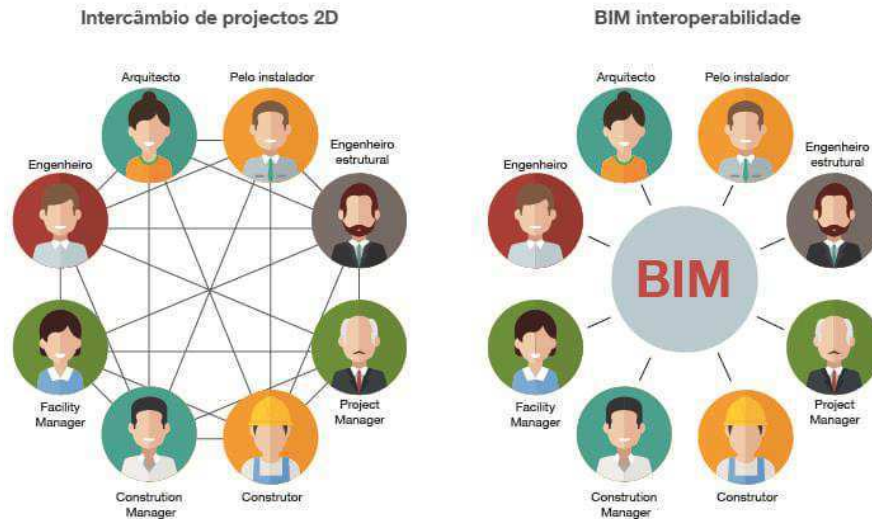 Intercâmbio de projectos 2D
Arquitecto
Pelo instalador
Engenheiro
Engenheiro
estrutural
Facility
Manager
Project
Manager
Constrution
Manager
Construtor
BIM interoperabilidade
Arquitecto
Pelo instalador
Engenheiro
Engenheiro
estrutural
BIM
Facility
Manager
Project
Manager
Constrution
Manager
Construtor